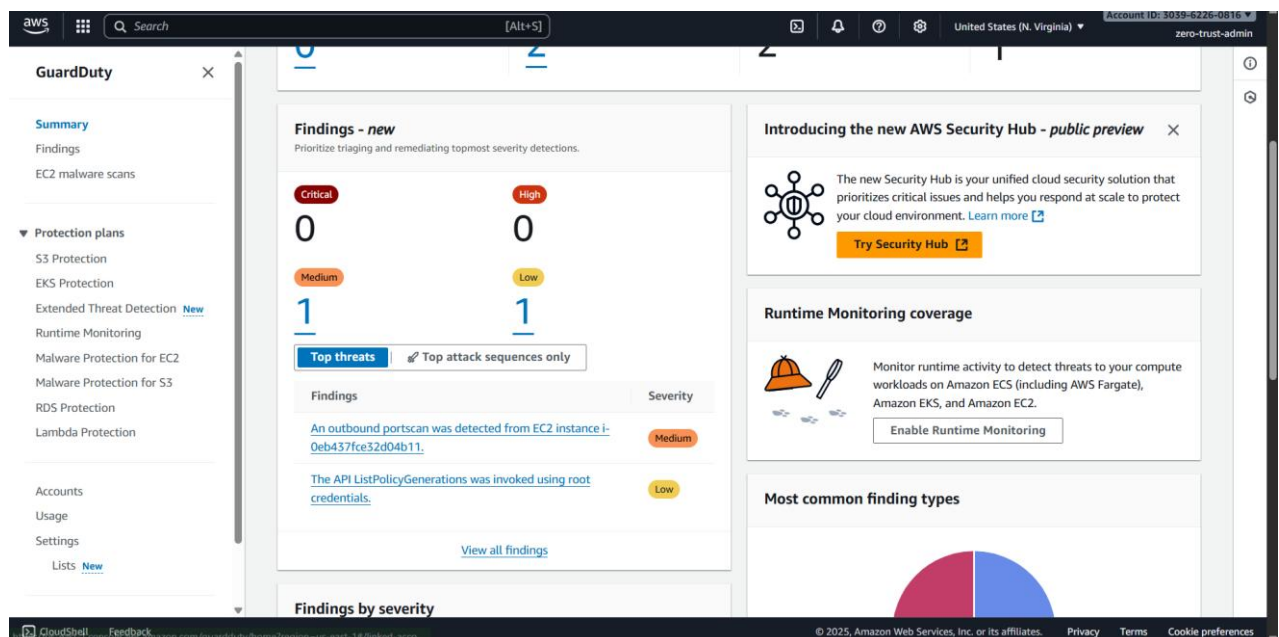 aws
Search
[Alt+S]
United States (N. Virginia) ▼
Account ID: 3039-6226-0816 ▼
zero-trust-admin
GuardDuty
Summary
Findings
EC2 malware scans
Protection plans
S3 Protection
EKS Protection
Extended Threat Detection New
Runtime Monitoring
Malware Protection for EC2
Malware Protection for S3
RDS Protection
Lambda Protection
Accounts
Usage
Settings
Lists New
Findings - new
Prioritize triaging and remediating topmost severity detections.
Critical
High
0
0
Medium
Low
1
1
Top threats
Top attack sequences only
Findings
Severity
An outbound portscan was detected from EC2 instance i-
0eb437fce32d04b11.
Medium
The API ListPolicyGenerations was invoked using root
credentials.
Low
View all findings
Findings by severity
Introducing the new AWS Security Hub - public preview
The new Security Hub is your unified cloud security solution that
prioritizes critical issues and helps you respond at scale to protect
your cloud environment. Learn more
Try Security Hub
Runtime Monitoring coverage
Monitor runtime activity to detect threats to your compute
workloads on Amazon ECS (including AWS Fargate),
Amazon EKS, and Amazon EC2.
Enable Runtime Monitoring
Most common finding types
CloudShell
Feedback
© 2025, Amazon Web Services, Inc. or its affiliates.
Privacy
Terms
Cookie preferences